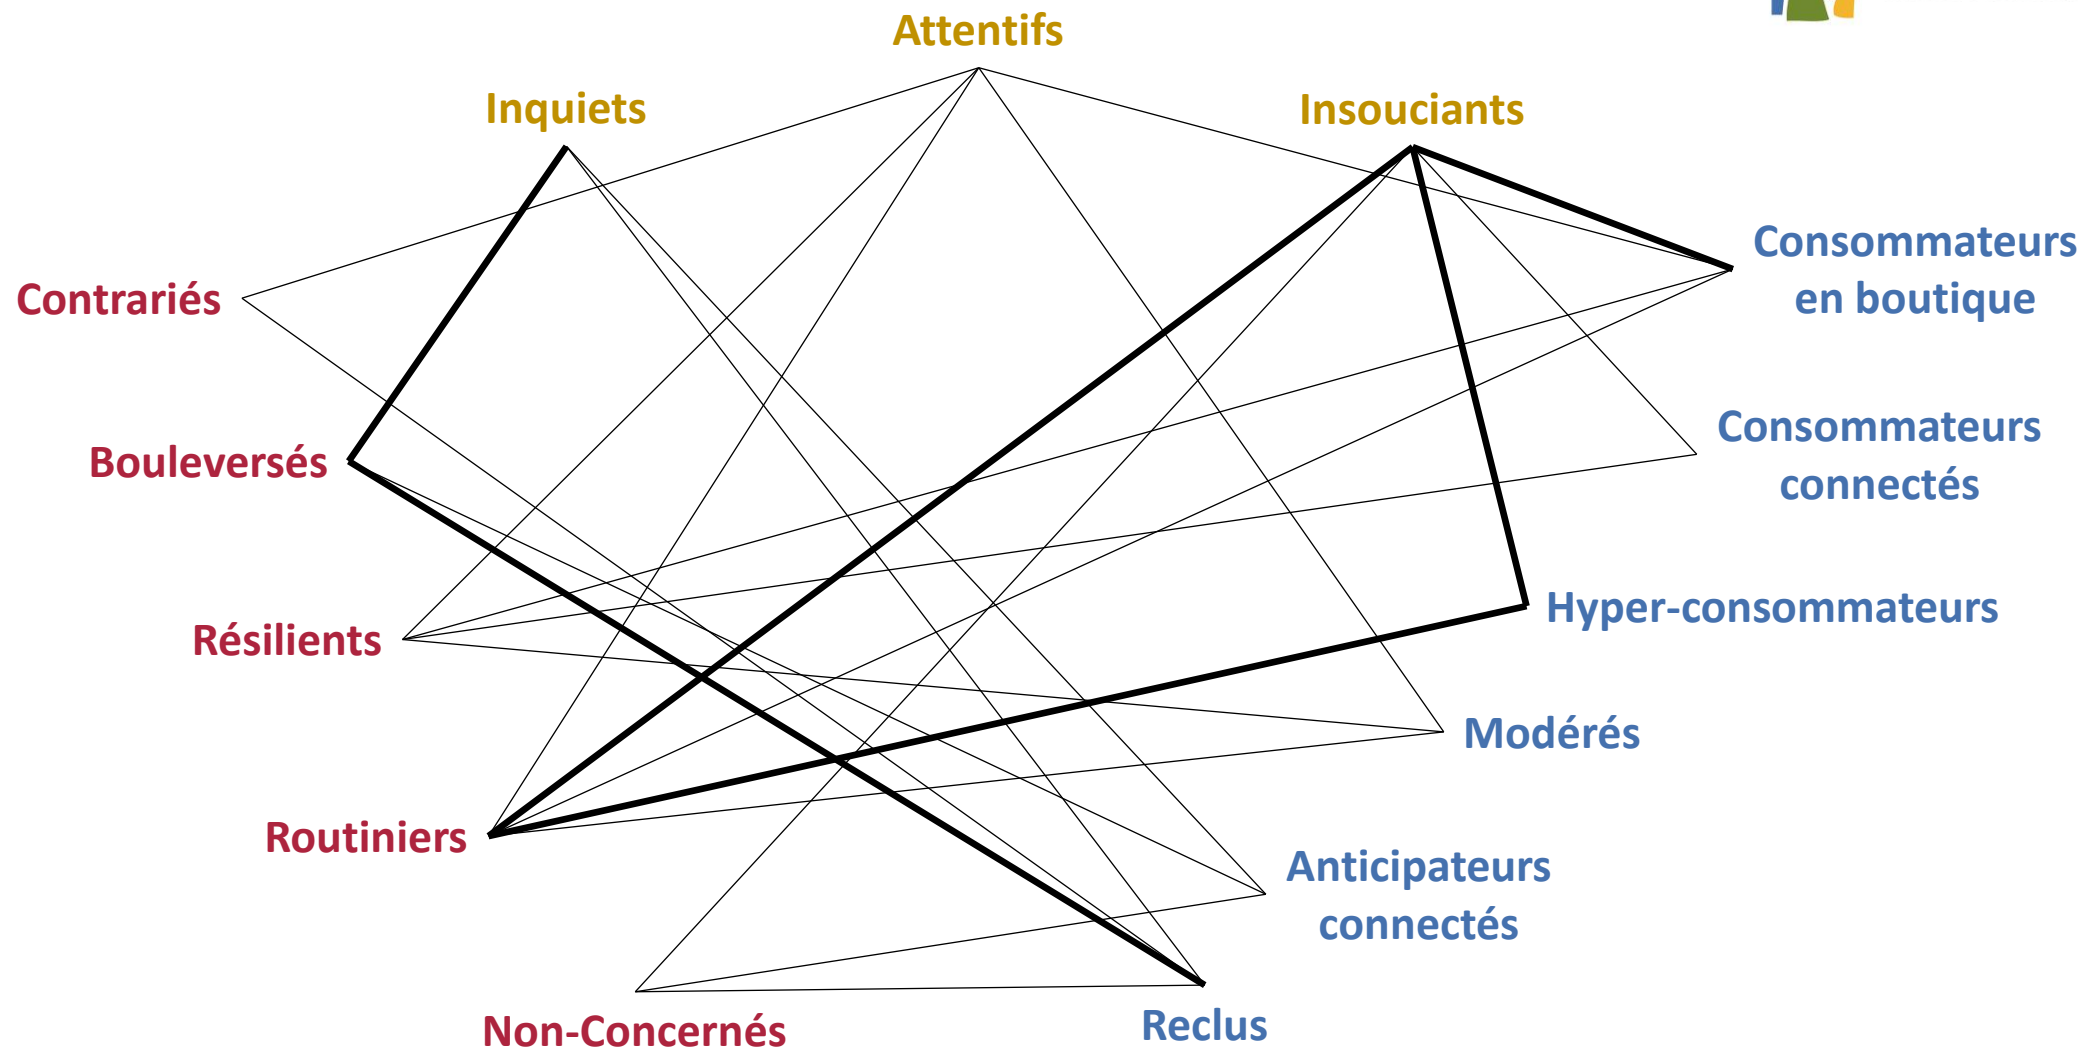 Attentifs
Inquiets
Insouciants
Consommateurs
en boutique
Contrariés
Consommateurs
connectés
Bouleversés
Hyper-consommateurs
Résilients
Modérés
Routiniers
Anticipateurs
connectés
Non-Concernés
Reclus